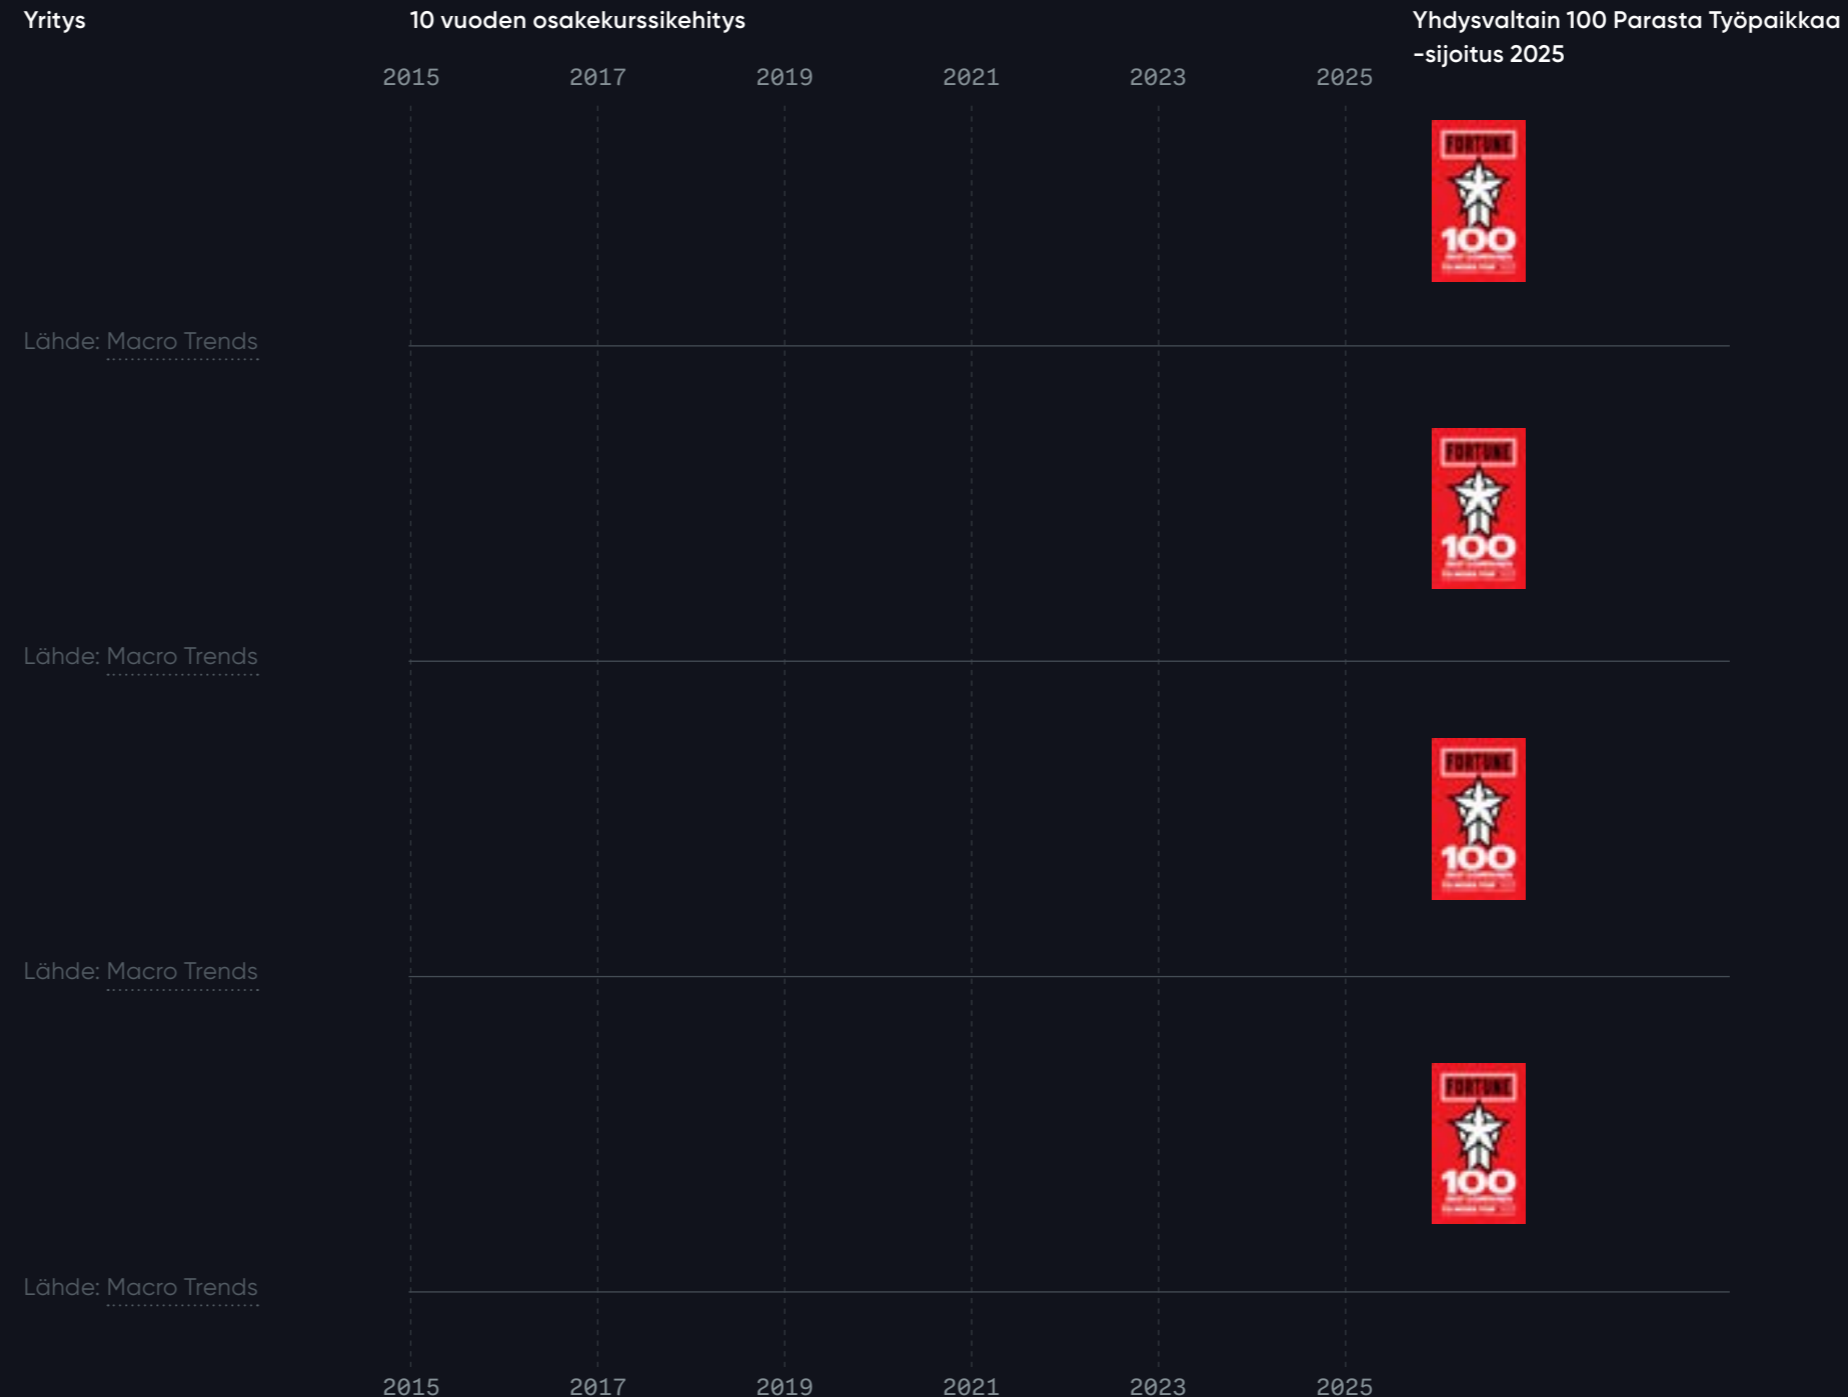 Yritys
10 vuoden osakekurssikehitys
Yhdysvaltain 100 Parasta Työpaikkaa
-sijoitus 2025
2015 2017 2019 2021 2023 2025
FORTUNE
100
Lähde: Macro Trends
FORTUNE
100
Lähde: Macro Trends
FORTUNE
100
Lähde: Macro Trends
FORTUNE
100
Lähde: Macro Trends
2015 2017 2019 2021 2023 2025